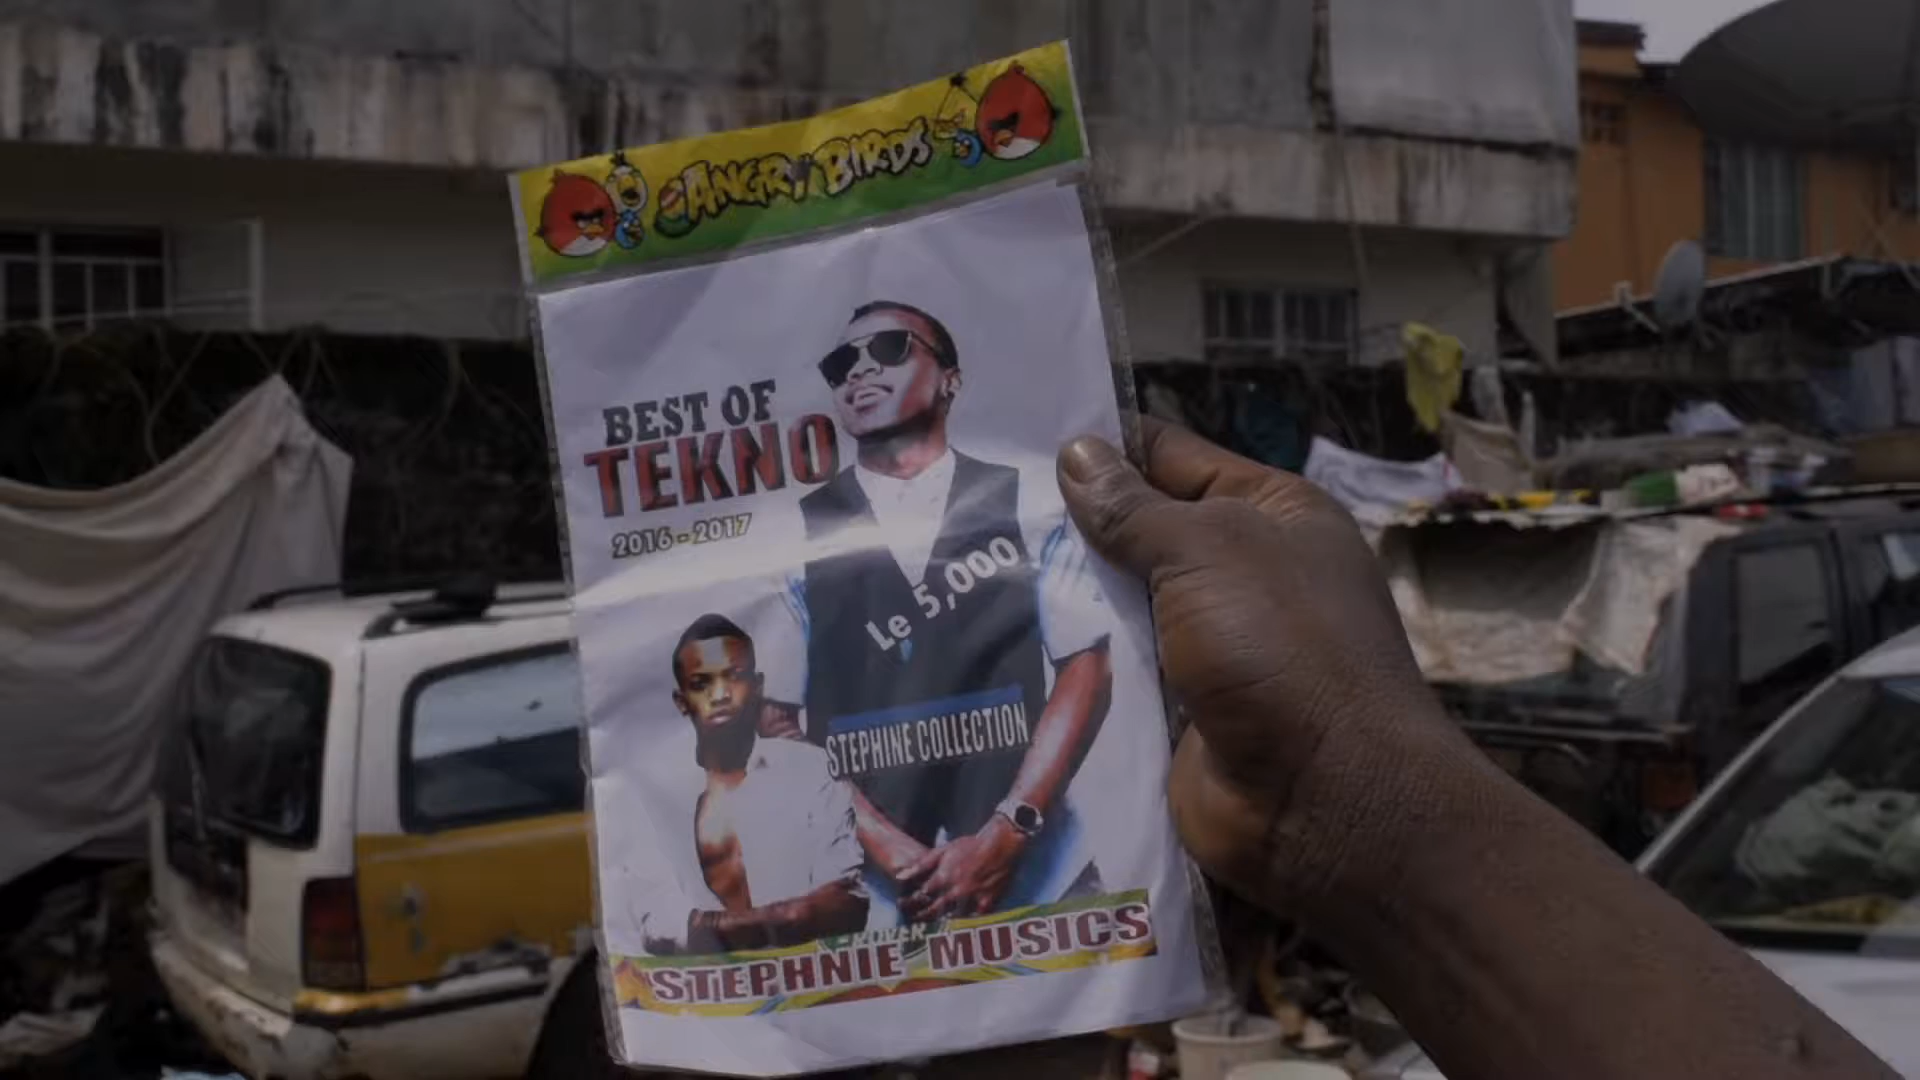 ANGRY BIRDS
BEST OF
TEKNO
2016 - 2017
Le 5,000
STEPHINE COLLECTION
STEPHNIE MUSICS